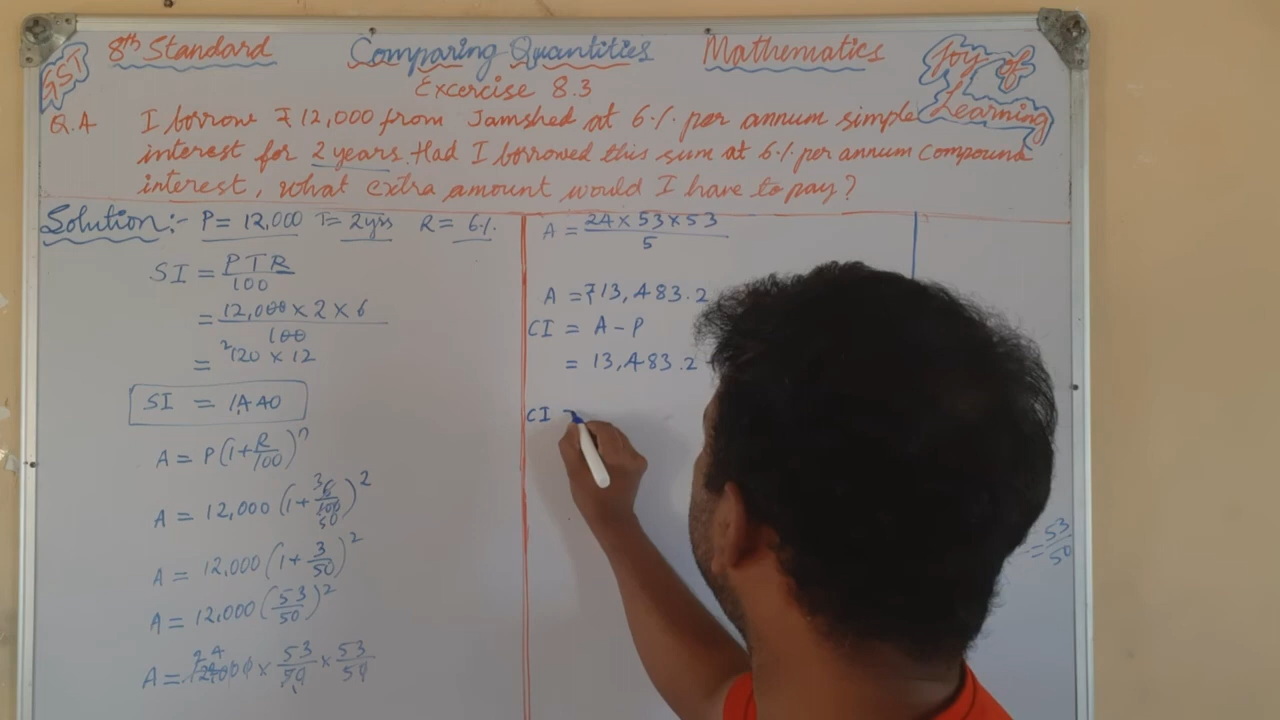 GST
8th Standard Comparing Quantities Mathematics
Joy of
Learning
Excercise 8.3
Q.4 I borrow ₹12,000 from Jamshed at 6% per annum simple
interest for 2 years. Had I borrowed this sum at 6% per annum compound
interest, what extra amount would I have to pay?
Solution:- P= 12,000 T= 2yrs R= 6%
SI = PTR/100
= 12,000 × 2 × 6/100
= 120 × 12
SI = 1440
A = P(1+R/100)^n
A = 12,000 (1+6/100)^2
A = 12,000 (1+3/50)^2
A = 12,000 (53/50)^2
A = 12000 × 53/50 × 53/50
A = 24×53×53/5
A = ₹13,483.2
CI = A-P
= 13,483.2
CI =
= 53/50